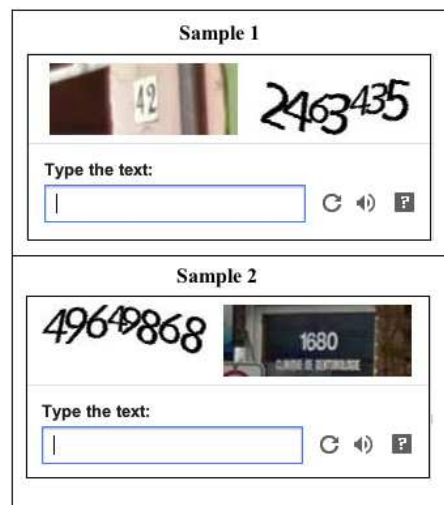 Sample 1
42 2463435
Type the text:
?
Sample 2
49649868 1680
Type the text:
?